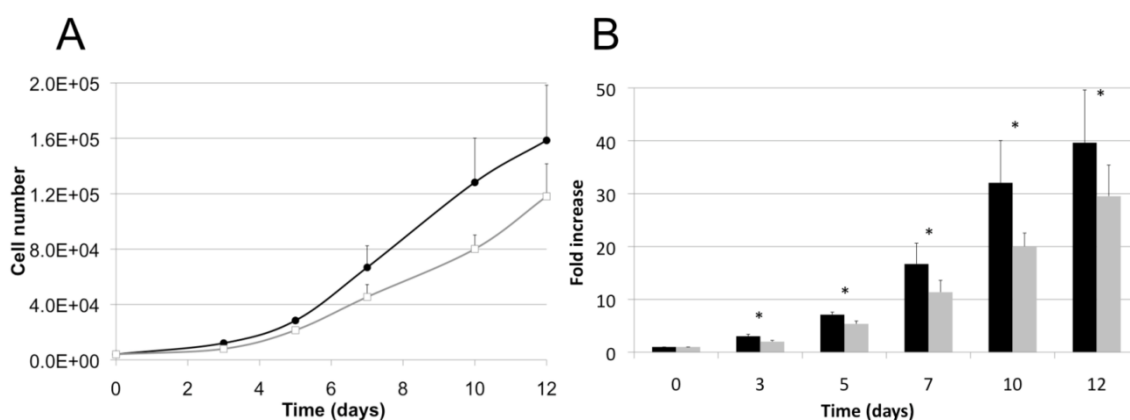 A
2.0E+05
1.6E+05
1.2E+05
8.0E+04
4.0E+04
0.0E+00
Cell number
0 2 4 6 8 10 12
Time (days)
B
50
40
30
20
10
0
Fold increase
* * * * *
0 3 5 7 10 12
Time (days)